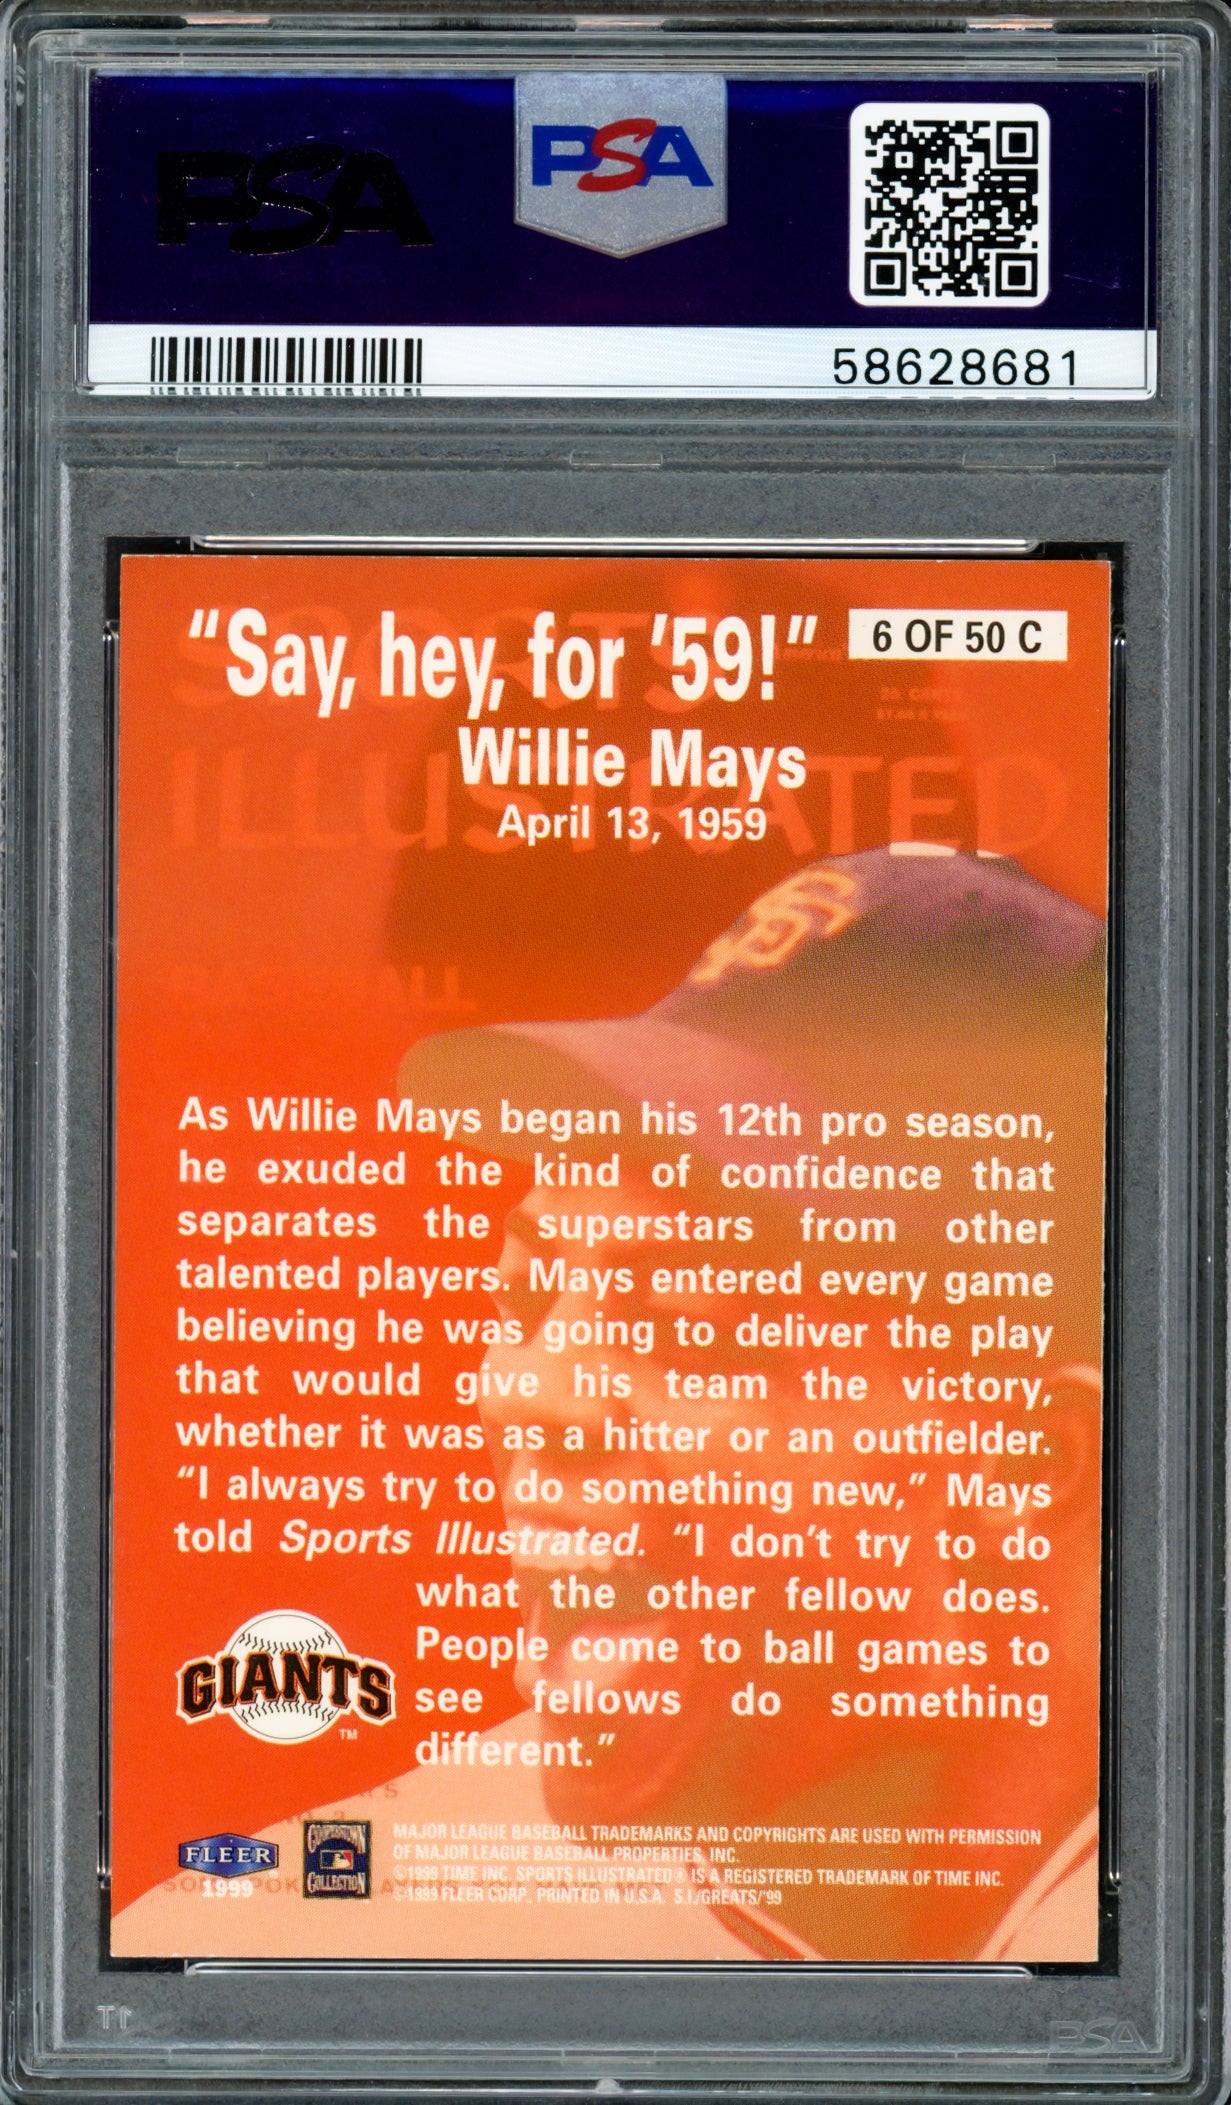 PSA
PSA
58628681
"Say, hey, for '59!"
6 OF 50 C
Willie Mays
April 13, 1959
SPORTS
ILLUSTRATED
As Willie Mays began his 12th pro season,
he exuded the kind of confidence that
separates the superstars from other
talented players. Mays entered every game
believing he was going to deliver the play
that would give his team the victory,
whether it was as a hitter or an outfielder.
"I always try to do something new," Mays
told Sports Illustrated. "I don't try to do
what the other fellow does.
People come to ball games to
see fellows do something
different."
GIANTS
TM
FLEER
1999
COOPERSTOWN
COLLECTION
MAJOR LEAGUE BASEBALL TRADEMARKS AND COPYRIGHTS ARE USED WITH PERMISSION
OF MAJOR LEAGUE BASEBALL PROPERTIES, INC.
©1999 TIME INC. SPORTS ILLUSTRATED® IS A REGISTERED TRADEMARK OF TIME INC.
©1999 FLEER CORP., PRINTED IN U.S.A. S.I./GREATS/'99
PSA